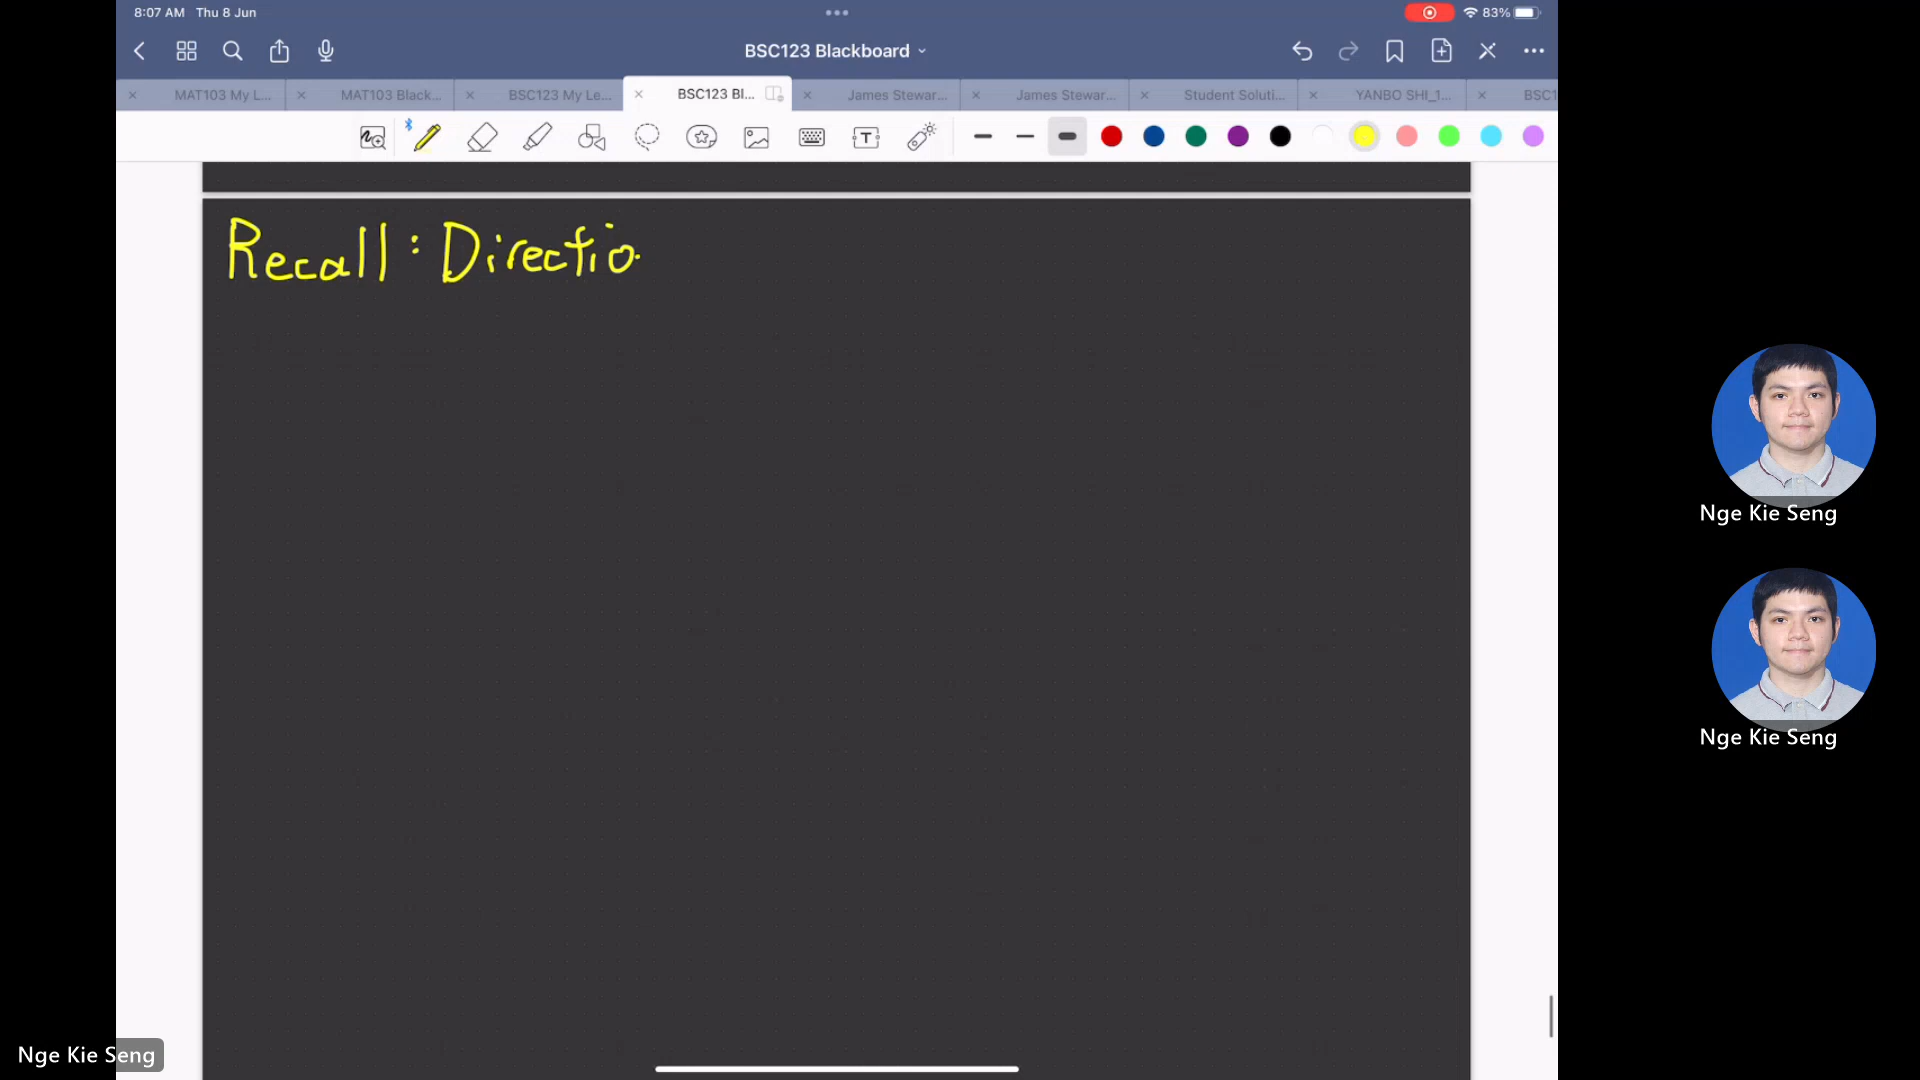 8:07 AM Thu 8 Jun
83%
BSC123 Blackboard
MAT103 My L...
MAT103 Black...
BSC123 My Le...
BSC123 Bl...
James Stewar...
James Stewar...
Student Soluti...
YANBO SHI_1...
BSC1
T
Recall: Directio
Nge Kie Seng
Nge Kie Seng
Nge Kie Seng